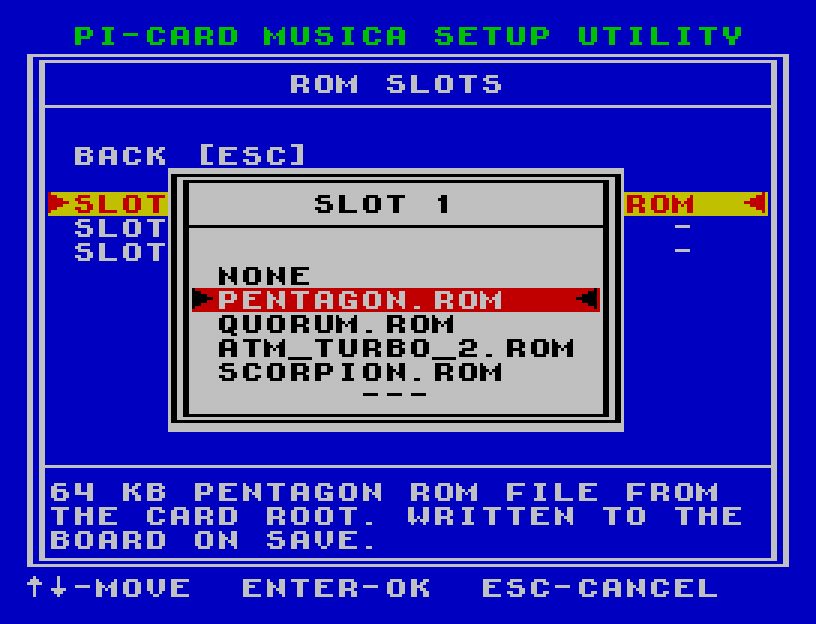 PI-CARD MUSICA SETUP UTILITY
ROM SLOTS
BACK [ESC]
SLOT ROM
SLOT -
SLOT -
SLOT 1
NONE
PENTAGON.ROM
QUORUM.ROM
ATM_TURBO_2.ROM
SCORPION.ROM
---
64 KB PENTAGON ROM FILE FROM
THE CARD ROOT. WRITTEN TO THE
BOARD ON SAVE.
↑↓-MOVE ENTER-OK ESC-CANCEL